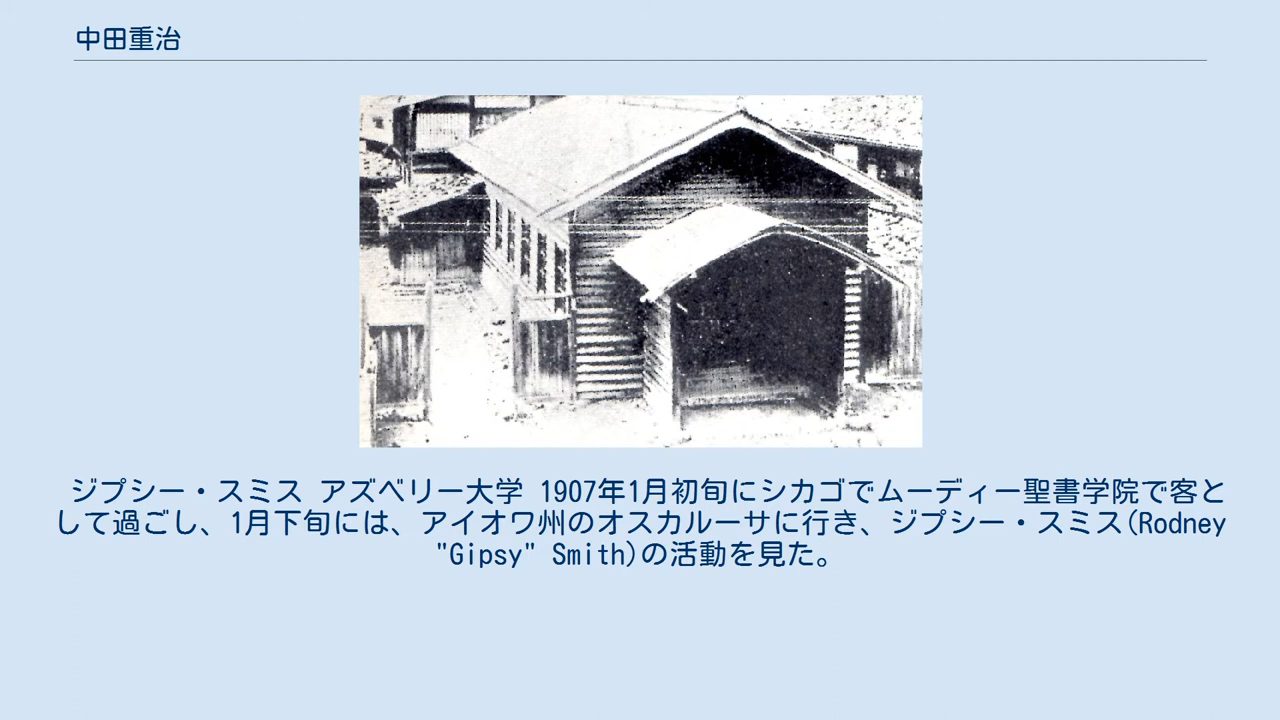 中田重治
ジプシー・スミス アズベリー大学 1907年1月初旬にシカゴでムーディー聖書学院で客と
して過ごし、1月下旬には、アイオワ州のオスカルーサに行き、ジプシー・スミス(Rodney
"Gipsy" Smith)の活動を見た。